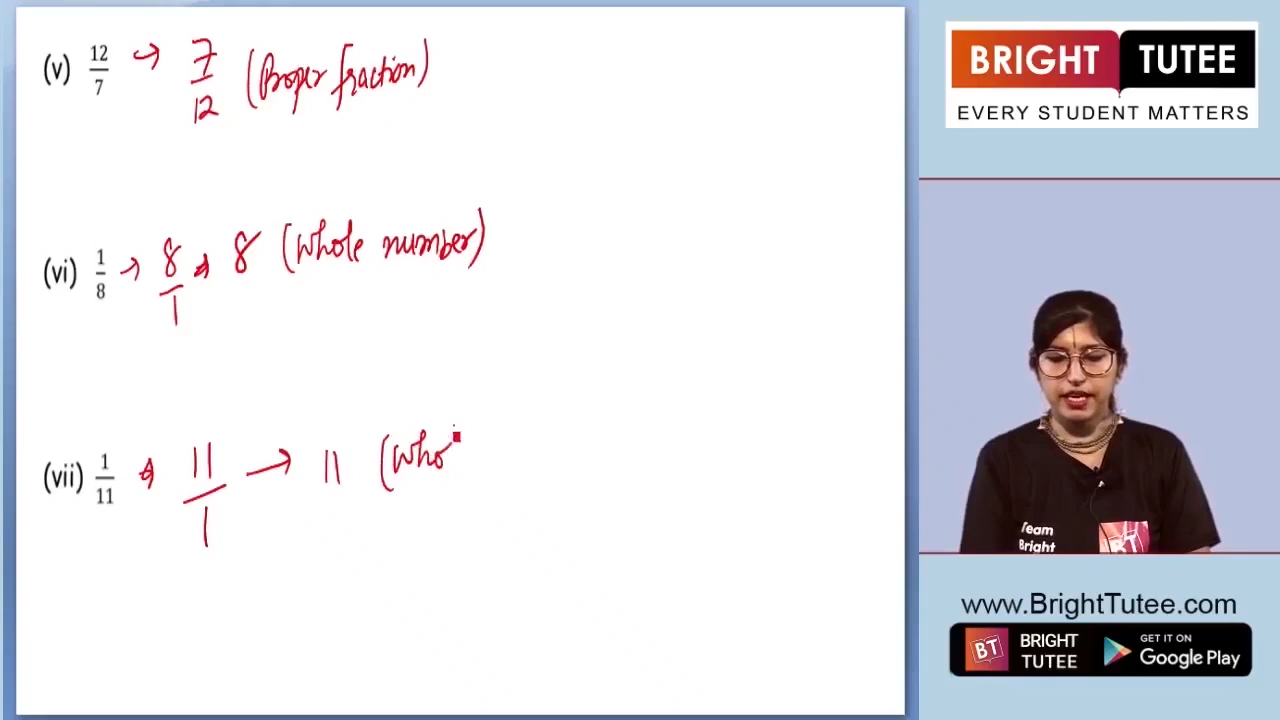 (v) 12/7 → 7/12 (Proper fraction)
(vi) 1/8 → 8/1 → 8 (Whole number)
(vii) 1/11 → 11/1 → 11 (Who
BRIGHT TUTEE
EVERY STUDENT MATTERS
Team
Bright
BT
www.BrightTutee.com
BT BRIGHT TUTEE GET IT ON Google Play